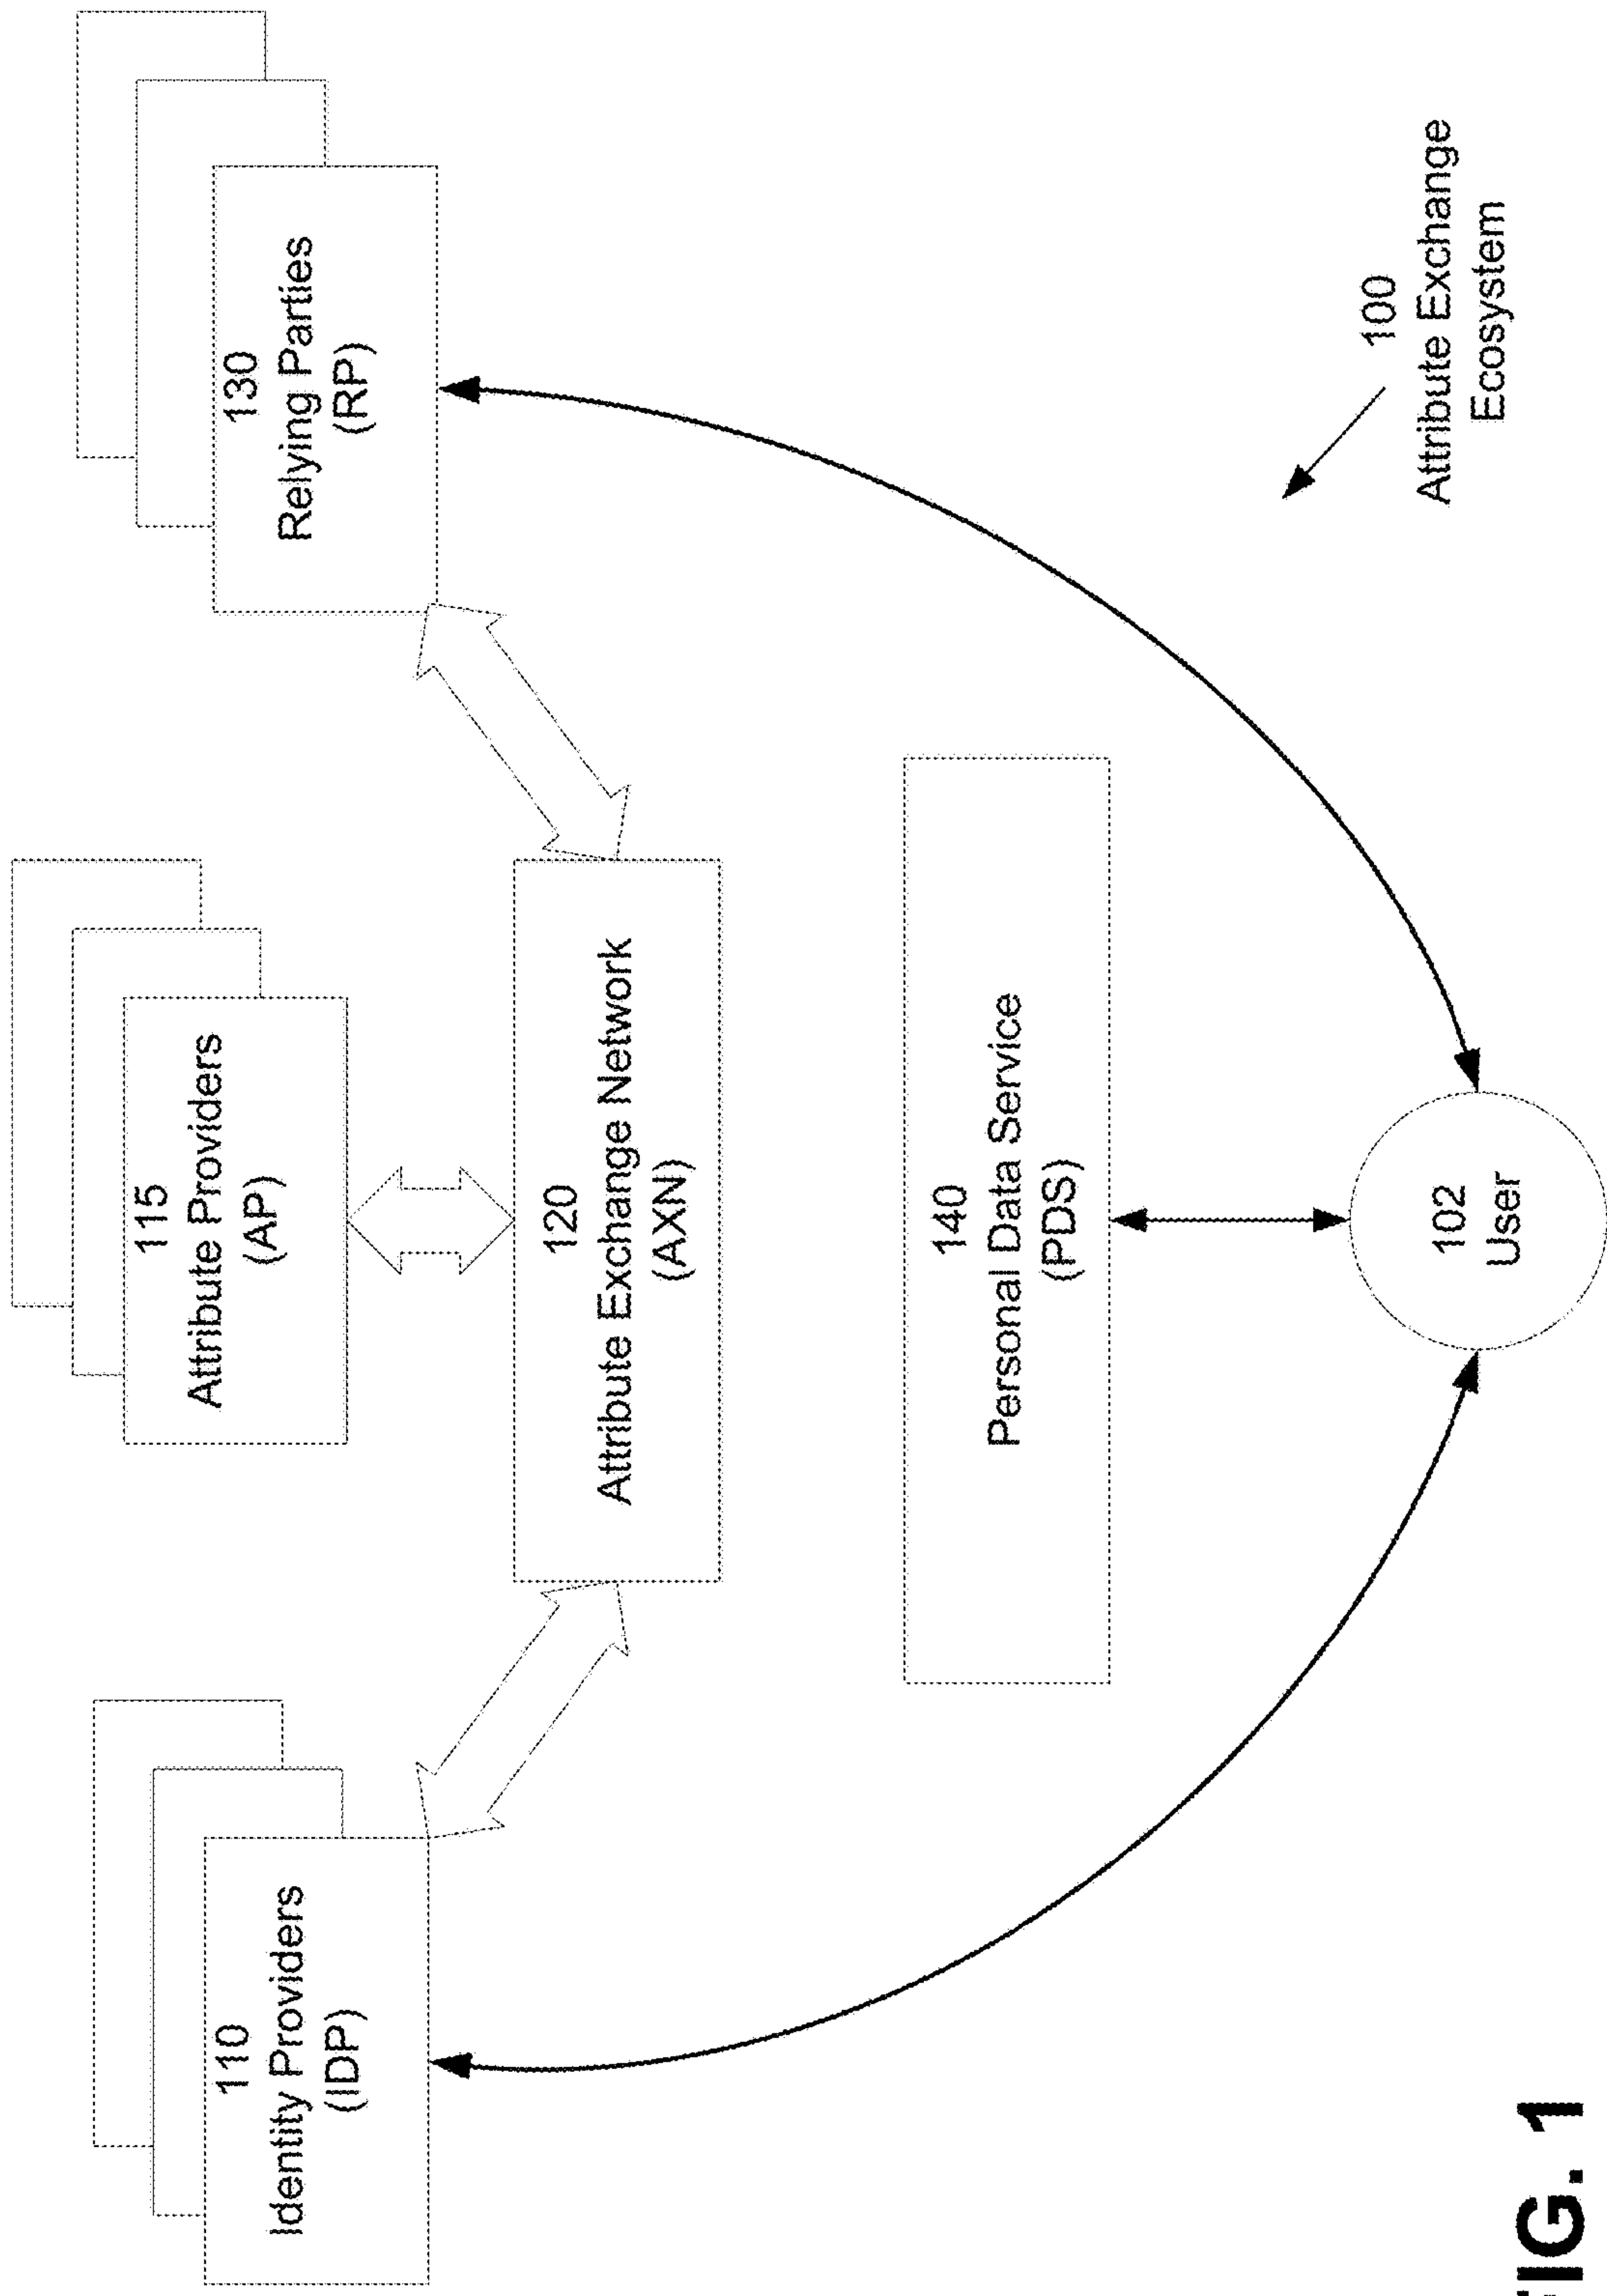 115
Attribute Providers
(AP)
110
Identity Providers
(IDP)
130
Relying Parties
(RP)
120
Attribute Exchange Network
(AXN)
140
Personal Data Service
(PDS)
102
User
100
Attribute Exchange
Ecosystem
FIG. 1